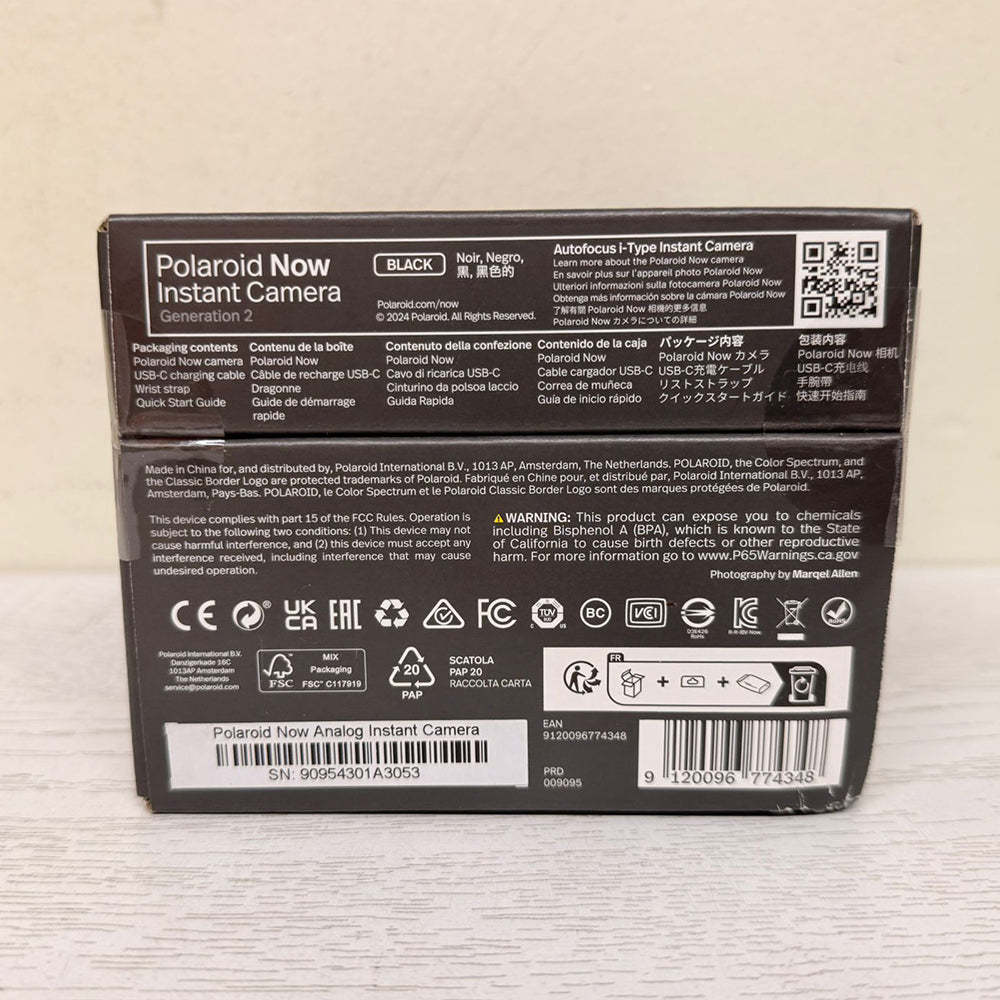 Polaroid Now
Instant Camera
Generation 2
BLACK
Noir, Negro,
黒, 黑色的
Polaroid.com/now
© 2024 Polaroid. All Rights Reserved.
Autofocus i-Type Instant Camera
Learn more about the Polaroid Now camera
En savoir plus sur l'appareil photo Polaroid Now
Ulteriori informazioni sulla fotocamera Polaroid Now
Obtenga más información sobre la cámara Polaroid Now
了解有關 Polaroid Now 相機的更多信息
Polaroid Now カメラについての詳細
Packaging contents
Polaroid Now camera
USB-C charging cable
Wrist strap
Quick Start Guide
Contenu de la boîte
Polaroid Now
Câble de recharge USB-C
Dragonne
Guide de démarrage
rapide
Contenuto della confezione
Polaroid Now
Cavo di ricarica USB-C
Cinturino da polsoa laccio
Guida Rapida
Contenido de la caja
Polaroid Now
Cable cargador USB-C
Correa de muñeca
Guía de inicio rápido
パッケージ内容
Polaroid Now カメラ
USB-C充電ケーブル
リストストラップ
クイックスタートガイド
包装内容
Polaroid Now 相机
USB-C充电线
手腕带
快速开始指南
Made in China for, and distributed by, Polaroid International B.V., 1013 AP, Amsterdam, The Netherlands. POLAROID, the Color Spectrum, and
the Classic Border Logo are protected trademarks of Polaroid. Fabriqué en Chine pour, et distribué par, Polaroid International B.V., 1013 AP,
Amsterdam, Pays-Bas. POLAROID, le Color Spectrum et le Polaroid Classic Border Logo sont des marques protégées de Polaroid.
This device complies with part 15 of the FCC Rules. Operation is
subject to the following two conditions: (1) This device may not
cause harmful interference, and (2) this device must accept any
interference received, including interference that may cause
undesired operation.
WARNING: This product can expose you to chemicals
including Bisphenol A (BPA), which is known to the State
of California to cause birth defects or other reproductive
harm. For more information go to www.P65Warnings.ca.gov
Photography by Marqel Allen
CE
UK
CA
EAC
FC
TÜV
SÜD
C US
BC
VCI
D3E426
RoHS
R-R-IBV-Now
RoHS
Polaroid International B.V.
Danzigerkade 16C
1013AP Amsterdam
The Netherlands
service@polaroid.com
FSC
MIX
Packaging
FSC™ C117919
20
PAP
SCATOLA
PAP 20
RACCOLTA CARTA
FR
+
+
Polaroid Now Analog Instant Camera
SN: 90954301A3053
EAN
9120096774348
PRD
009095
9 120096 774348